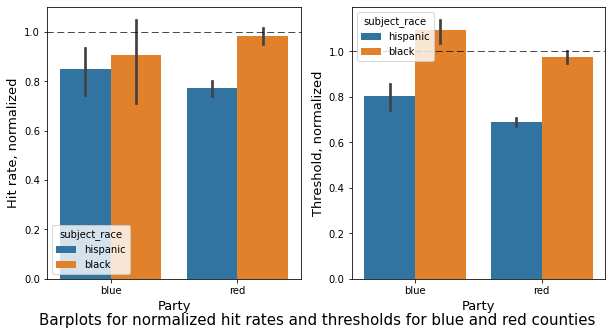 Hit rate, normalized
1.0
0.8
0.6
0.4
0.2
0.0
subject_race
hispanic
black
blue
red
Party
Threshold, normalized
1.0
0.8
0.6
0.4
0.2
0.0
subject_race
hispanic
black
blue
red
Party
Barplots for normalized hit rates and thresholds for blue and red counties